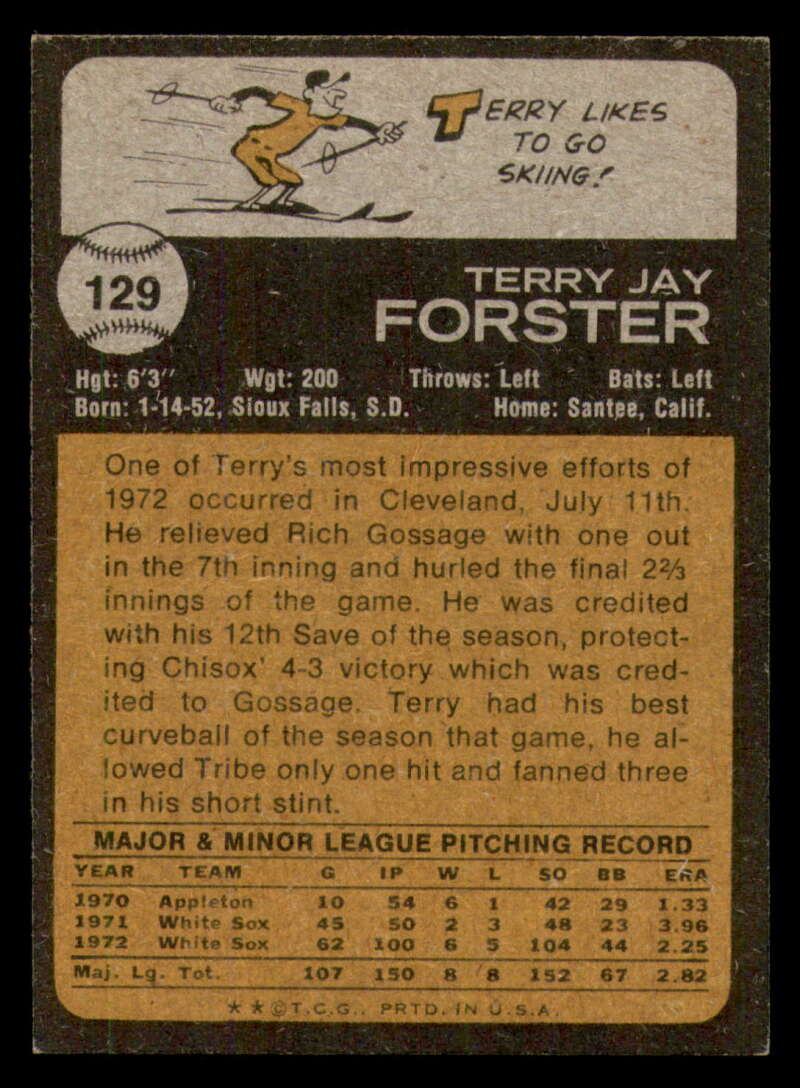 TERRY LIKES
TO GO
SKIING!
129
TERRY JAY
FORSTER
Hgt: 6'3" Wgt: 200 Throws: Left Bats: Left
Born: 1-14-52, Sioux Falls, S.D. Home: Santee, Calif.
One of Terry's most impressive efforts of
1972 occurred in Cleveland, July 11th.
He relieved Rich Gossage with one out
in the 7th inning and hurled the final 2⅔
innings of the game. He was credited
with his 12th Save of the season, protect-
ing Chisox' 4-3 victory which was cred-
ited to Gossage. Terry had his best
curveball of the season that game, he al-
lowed Tribe only one hit and fanned three
in his short stint.
MAJOR & MINOR LEAGUE PITCHING RECORD
YEAR TEAM G IP W L SO BB ERA
1970 Appleton 10 54 6 1 42 29 1.33
1971 White Sox 45 50 2 3 48 23 3.96
1972 White Sox 62 100 6 5 104 44 2.25
Maj. Lg. Tot. 107 150 8 8 152 67 2.82
★ ★ © T.C.G., PRTD. IN U.S.A.